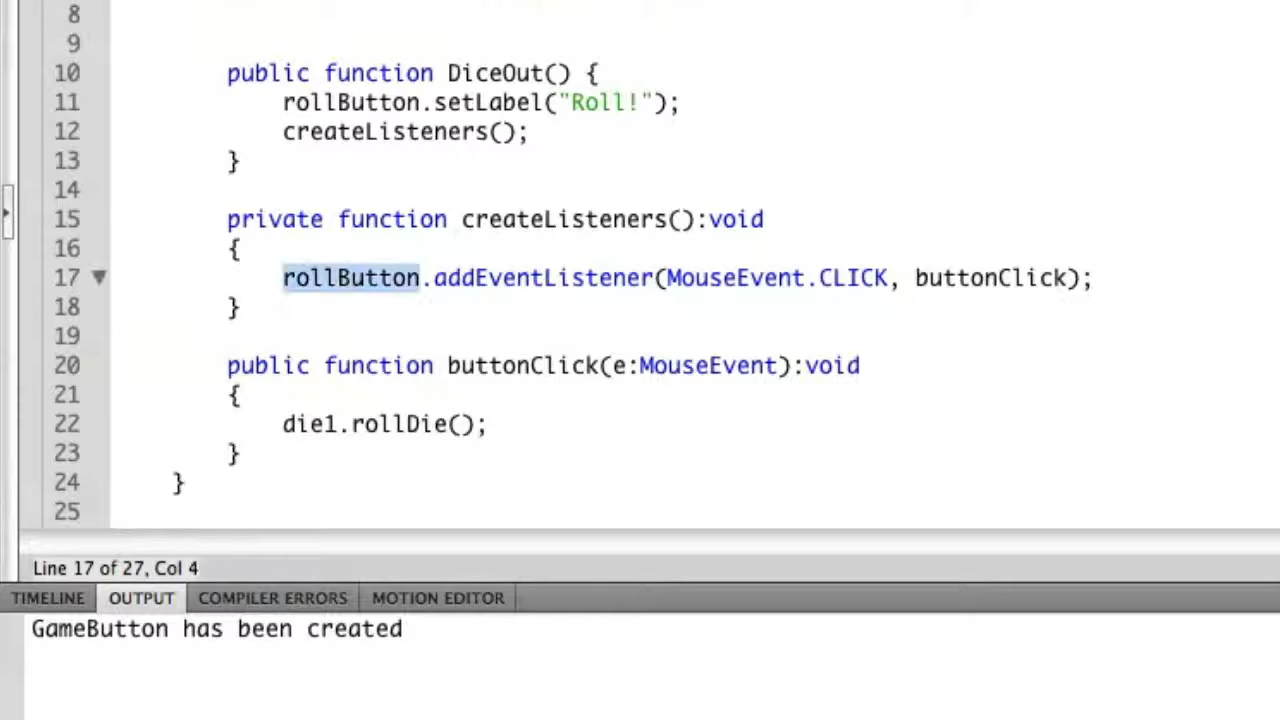 8
9
10 public function DiceOut() {
11 rollButton.setLabel("Roll!");
12 createListeners();
13 }
14
15 private function createListeners():void
16 {
17 rollButton.addEventListener(MouseEvent.CLICK, buttonClick);
18 }
19
20 public function buttonClick(e:MouseEvent):void
21 {
22 die1.rollDie();
23 }
24 }
25
Line 17 of 27, Col 4
TIMELINE OUTPUT COMPILER ERRORS MOTION EDITOR
GameButton has been created